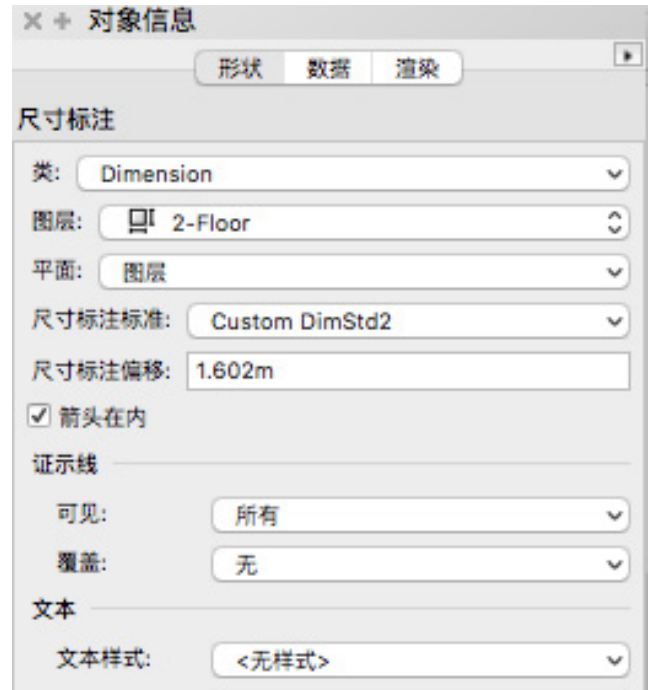 对象信息
形状 数据 渲染
尺寸标注
类: Dimension
图层: 2-Floor
平面: 图层
尺寸标注标准: Custom DimStd2
尺寸标注偏移: 1.602m
箭头在内
证示线
可见: 所有
覆盖: 无
文本
文本样式: <无样式>